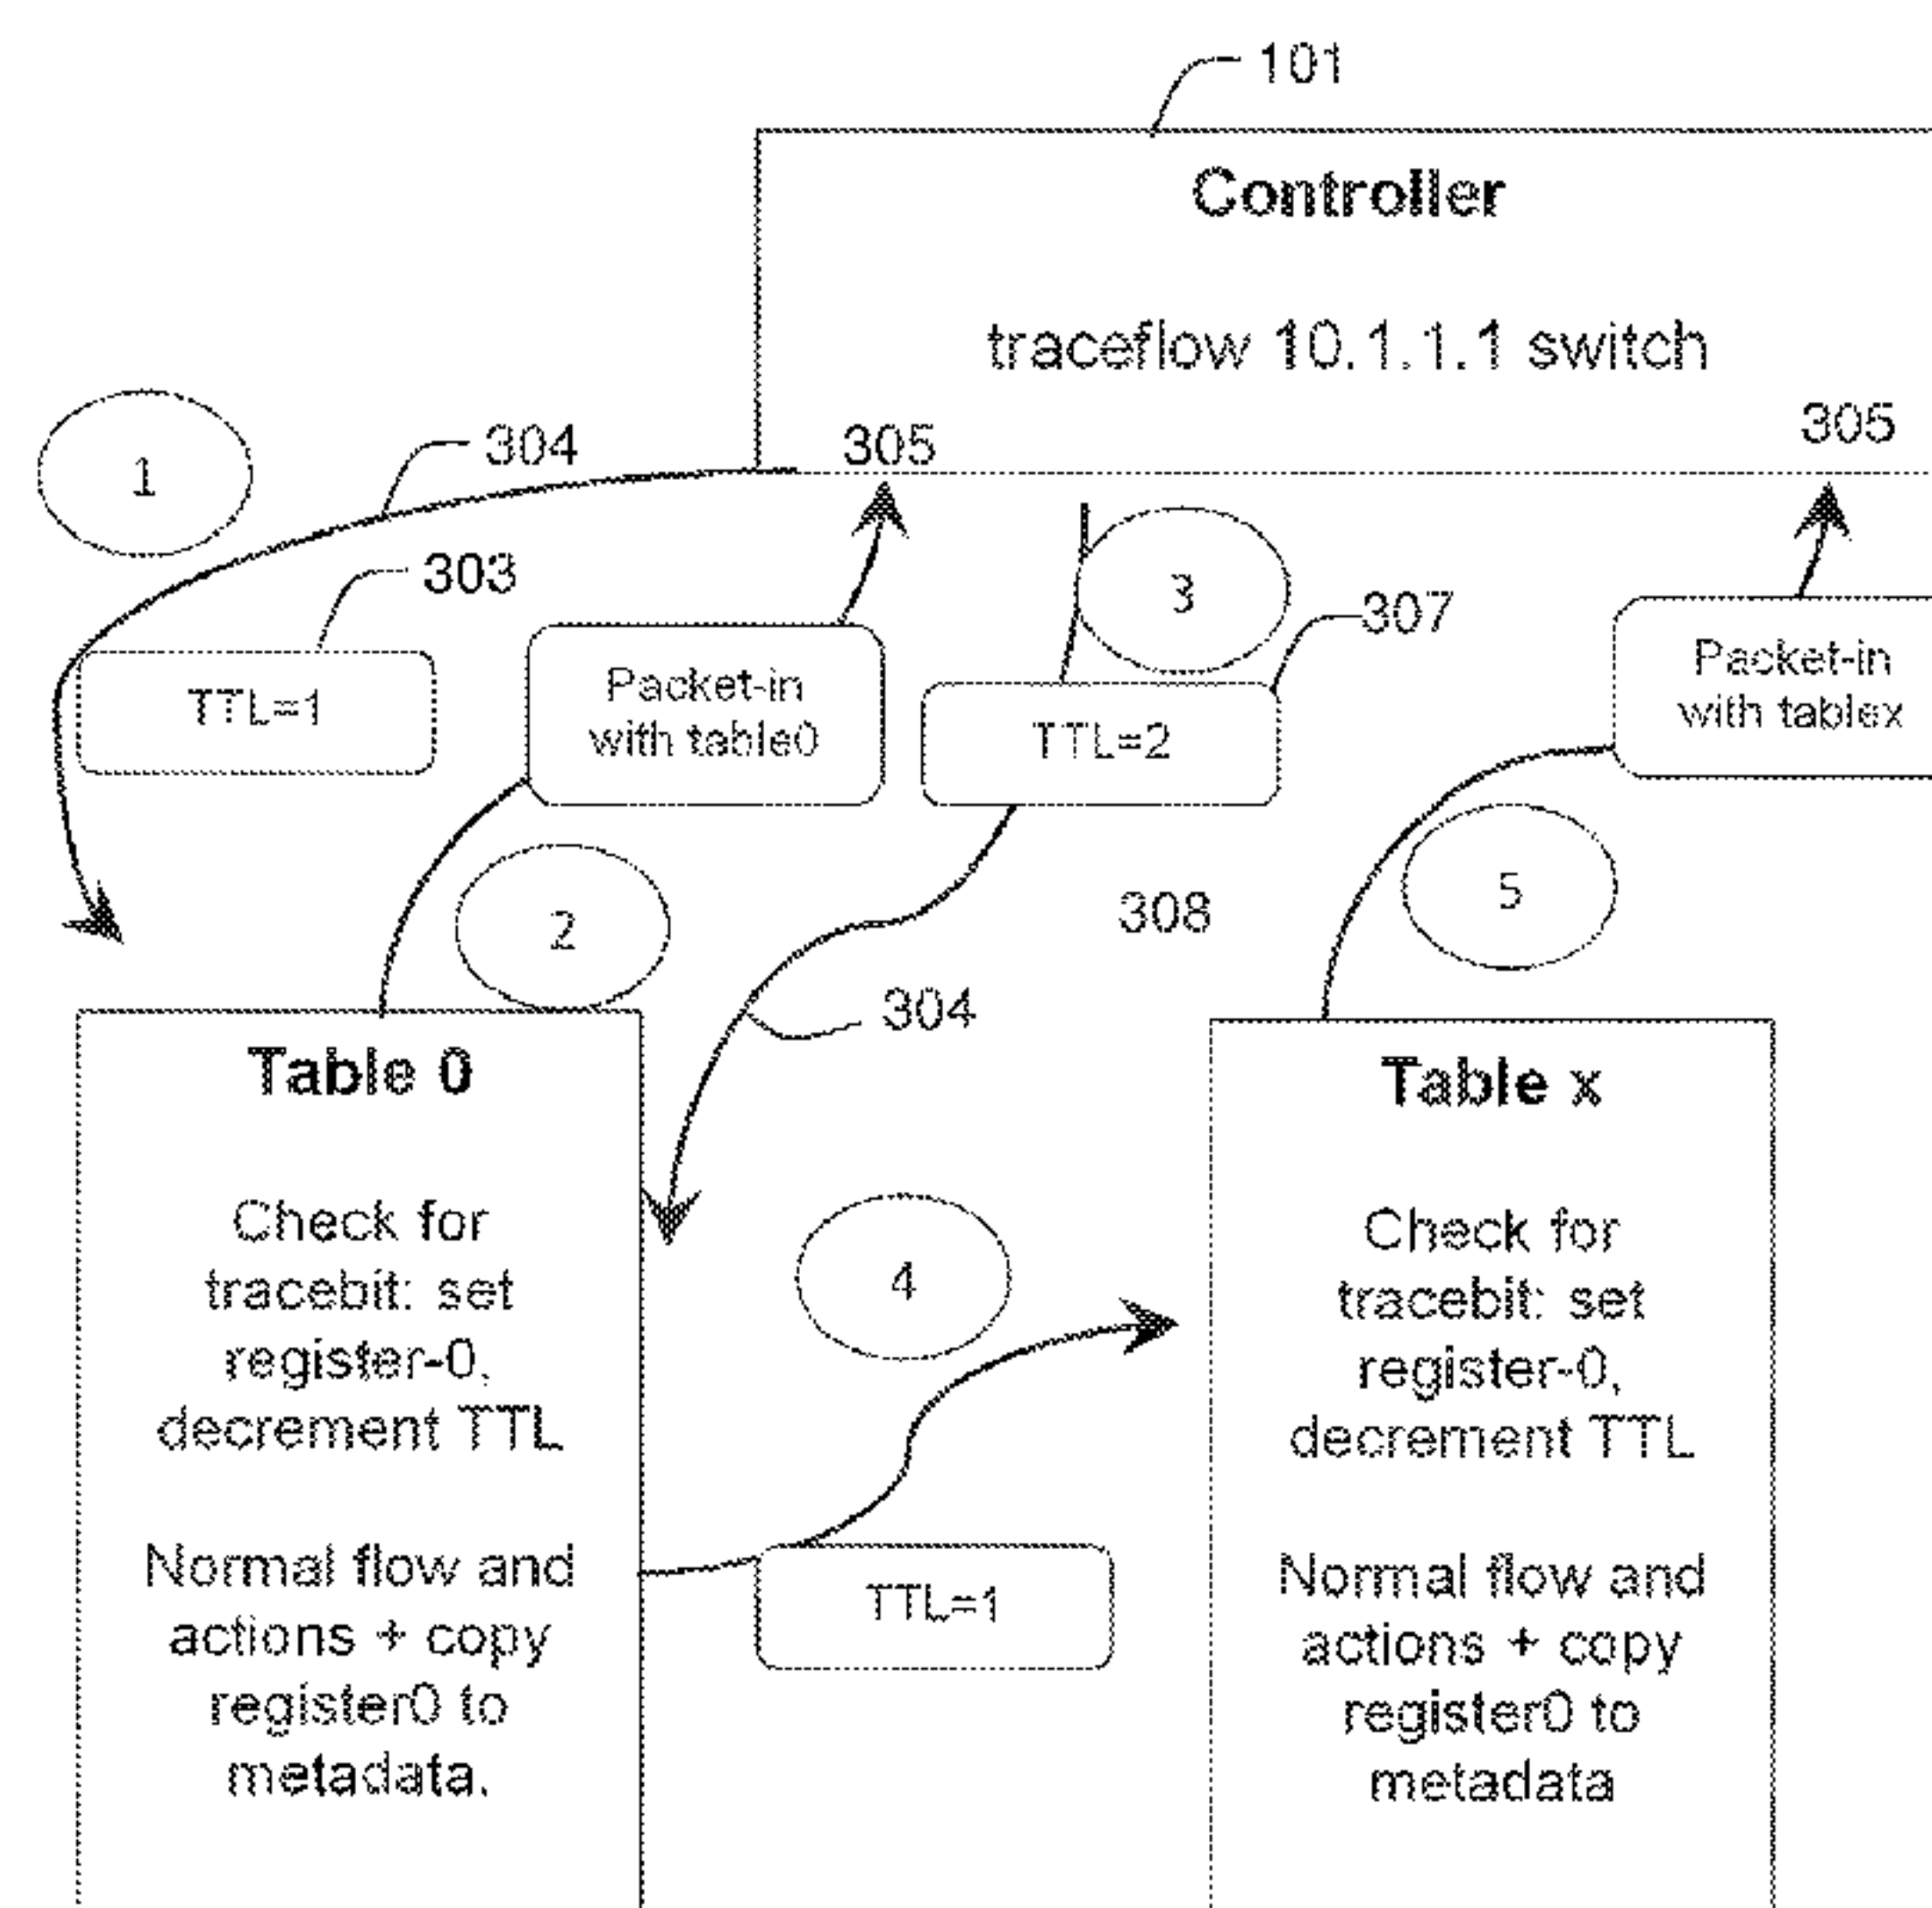 101
Controller
traceflow 10.1.1.1 switch
305
305
304
1
303
3
307
TTL=1
Packet-in
with table0
TTL=2
Packet-in
with tablex
2
308
5
304
Table 0
Check for
tracebit: set
register-0,
decrement TTL
Normal flow and
actions + copy
register0 to
metadata.
4
TTL=1
Table x
Check for
tracebit: set
register-0,
decrement TTL
Normal flow and
actions + copy
register0 to
metadata